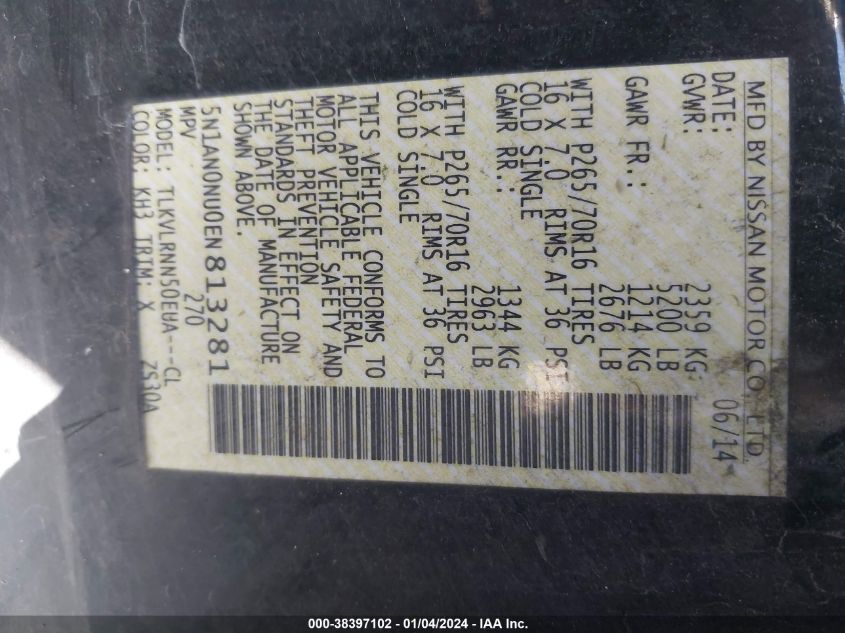 MFD BY NISSAN MOTOR CO., LTD.
DATE: 06/14
GVWR: 2359 KG
5200 LB
GAWR FR.: 1214 KG
2676 LB
WITH P265/70R16 TIRES
16 X 7.0 RIMS AT 36 PSI
COLD SINGLE
GAWR RR.: 1344 KG
2963 LB
WITH P265/70R16 TIRES
16 X 7.0 RIMS AT 36 PSI
COLD SINGLE
THIS VEHICLE CONFORMS TO
ALL APPLICABLE FEDERAL
MOTOR VEHICLE SAFETY AND
THEFT PREVENTION
STANDARDS IN EFFECT ON
THE DATE OF MANUFACTURE
SHOWN ABOVE
5N1AN0NU0EN813281
MPV 270
MODEL: TLKVLRNN50EUA---CL
COLOR: KH3 TRIM: X ZS30A
000-38397102 - 01/04/2024 - IAA Inc.